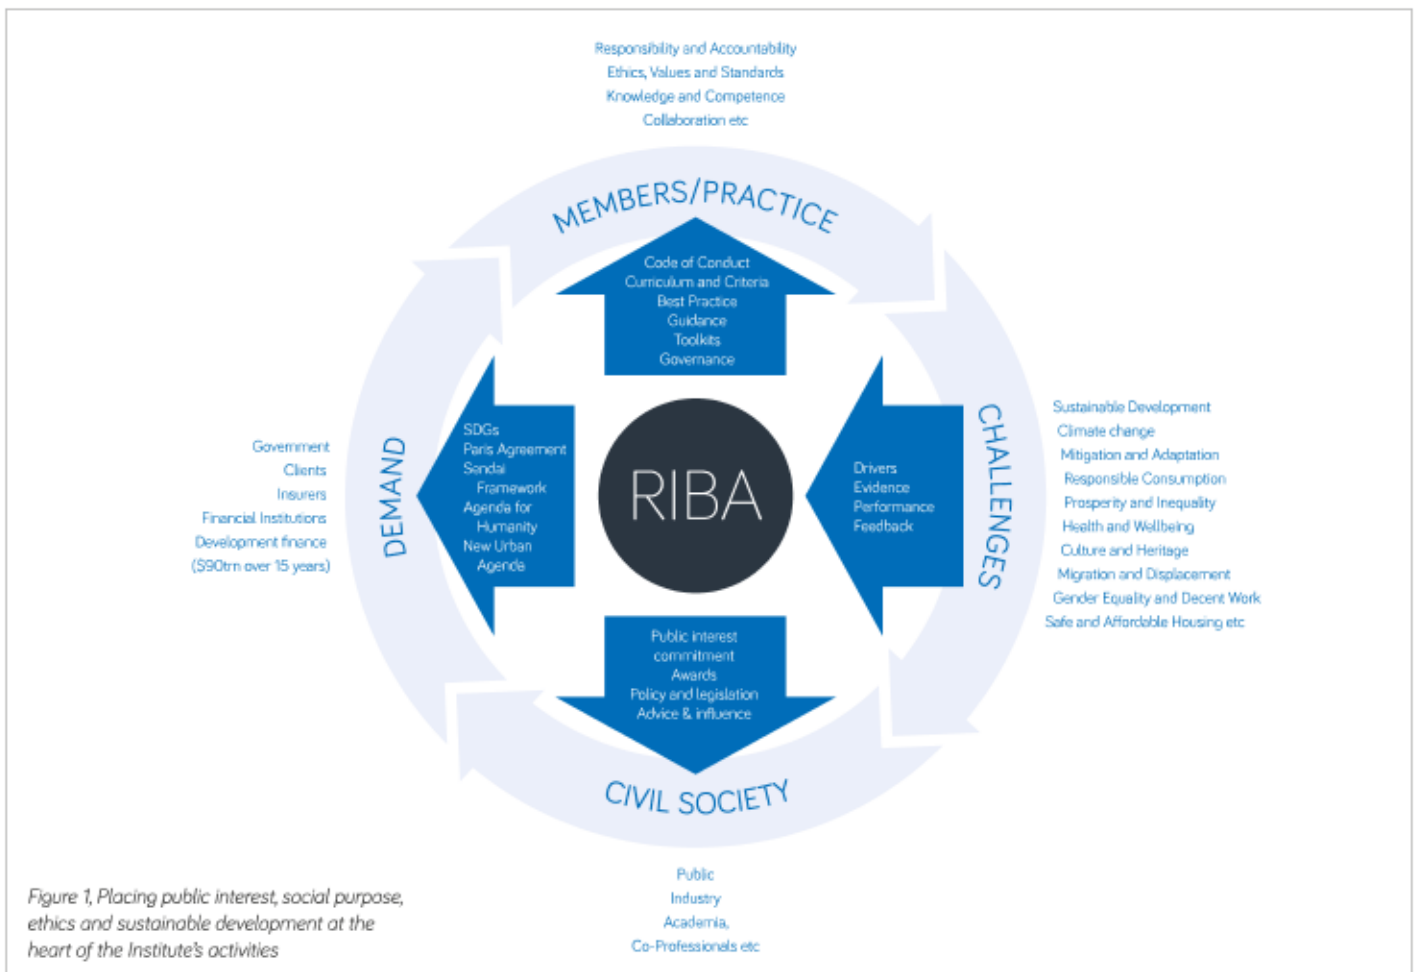 Responsibility and Accountability
Ethics, Values and Standards
Knowledge and Competence
Collaboration etc
MEMBERS/PRACTICE
Code of Conduct
Curriculum and Criteria
Best Practice
Guidance
Toolkits
Governance
Government
Clients
Insurers
Financial Institutions
Development finance
($90trn over 15 years)
DEMAND
SDGs
Paris Agreement
Sendai
Framework
Agenda for
Humanity
New Urban
Agenda
RIBA
Drivers
Evidence
Performance
Feedback
CHALLENGES
Sustainable Development
Climate change
Mitigation and Adaptation
Responsible Consumption
Prosperity and Inequality
Health and Wellbeing
Culture and Heritage
Migration and Displacement
Gender Equality and Decent Work
Safe and Affordable Housing etc
Public interest
commitment
Awards
Policy and legislation
Advice & influence
CIVIL SOCIETY
Public
Industry
Academia,
Co-Professionals etc
Figure 1, Placing public interest, social purpose,
ethics and sustainable development at the
heart of the Institute's activities